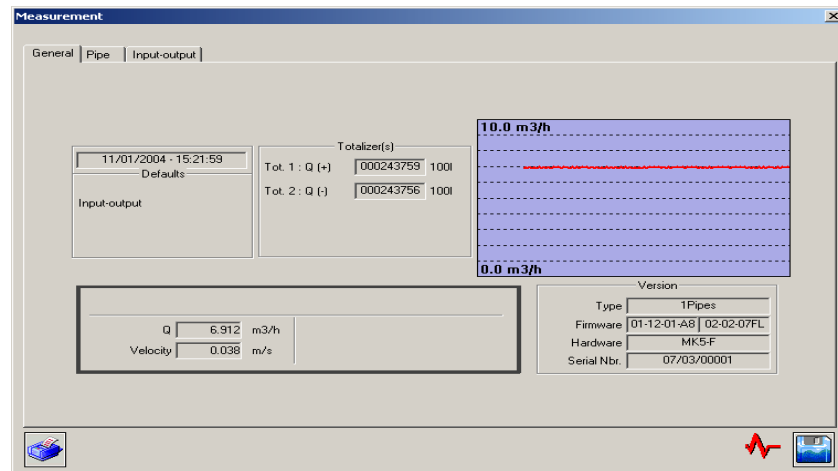 Measurement
General Pipe Input-output
10.0 m3/h
11/01/2004 - 15:21:59
Defaults
Input-output
Totalizer(s)
Tot. 1 : Q (+) 000243759 100l
Tot. 2 : Q (-) 000243756 100l
0.0 m3/h
Q 6.912 m3/h
Velocity 0.038 m/s
Version
Type 1Pipes
Firmware 01-12-01-A8 02-02-07FL
Hardware MK5-F
Serial Nbr. 07/03/00001